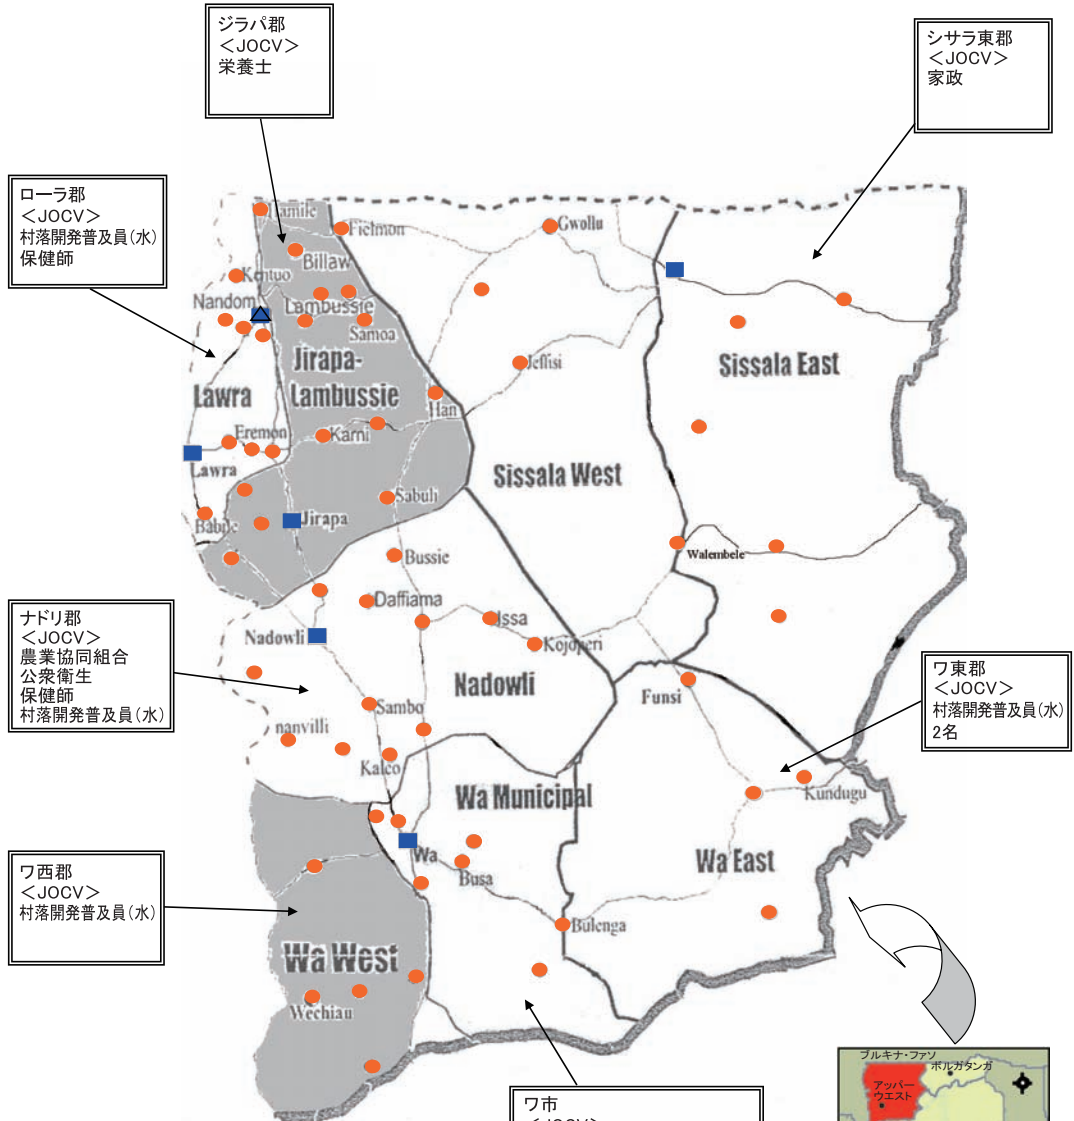 ジラパ郡
＜JOCV＞
栄養士
シサラ東郡
＜JOCV＞
家政
ローラ郡
＜JOCV＞
村落開発普及員（水）
保健師
Hamile
Fielmon
Gwollu
Billaw
Kentuo
Nandom
Lambussie
Samoa
Jirapa-
Lambussie
Jeffisi
Sissala East
Lawra
Han
Eremon
Karni
Lawra
Sissala West
Sabuli
Babile
Jirapa
Walembele
Bussie
Daffiama
Issa
Kojoperi
Nadowli
ナドリ郡
＜JOCV＞
農業協同組合
公衆衛生
保健師
村落開発普及員（水）
Nadowli
Funsi
Sambo
nanvilli
Kaleo
ワ東郡
＜JOCV＞
村落開発普及員（水）
2名
Wa Municipal
Kundugu
Wa
Busa
Wa East
ワ西郡
＜JOCV＞
村落開発普及員（水）
Bulenga
Wa West
Wechiau
ブルキナ・ファソ
ボルガタンガ
アッパー
ウエスト
ワ市
＜JOCV＞